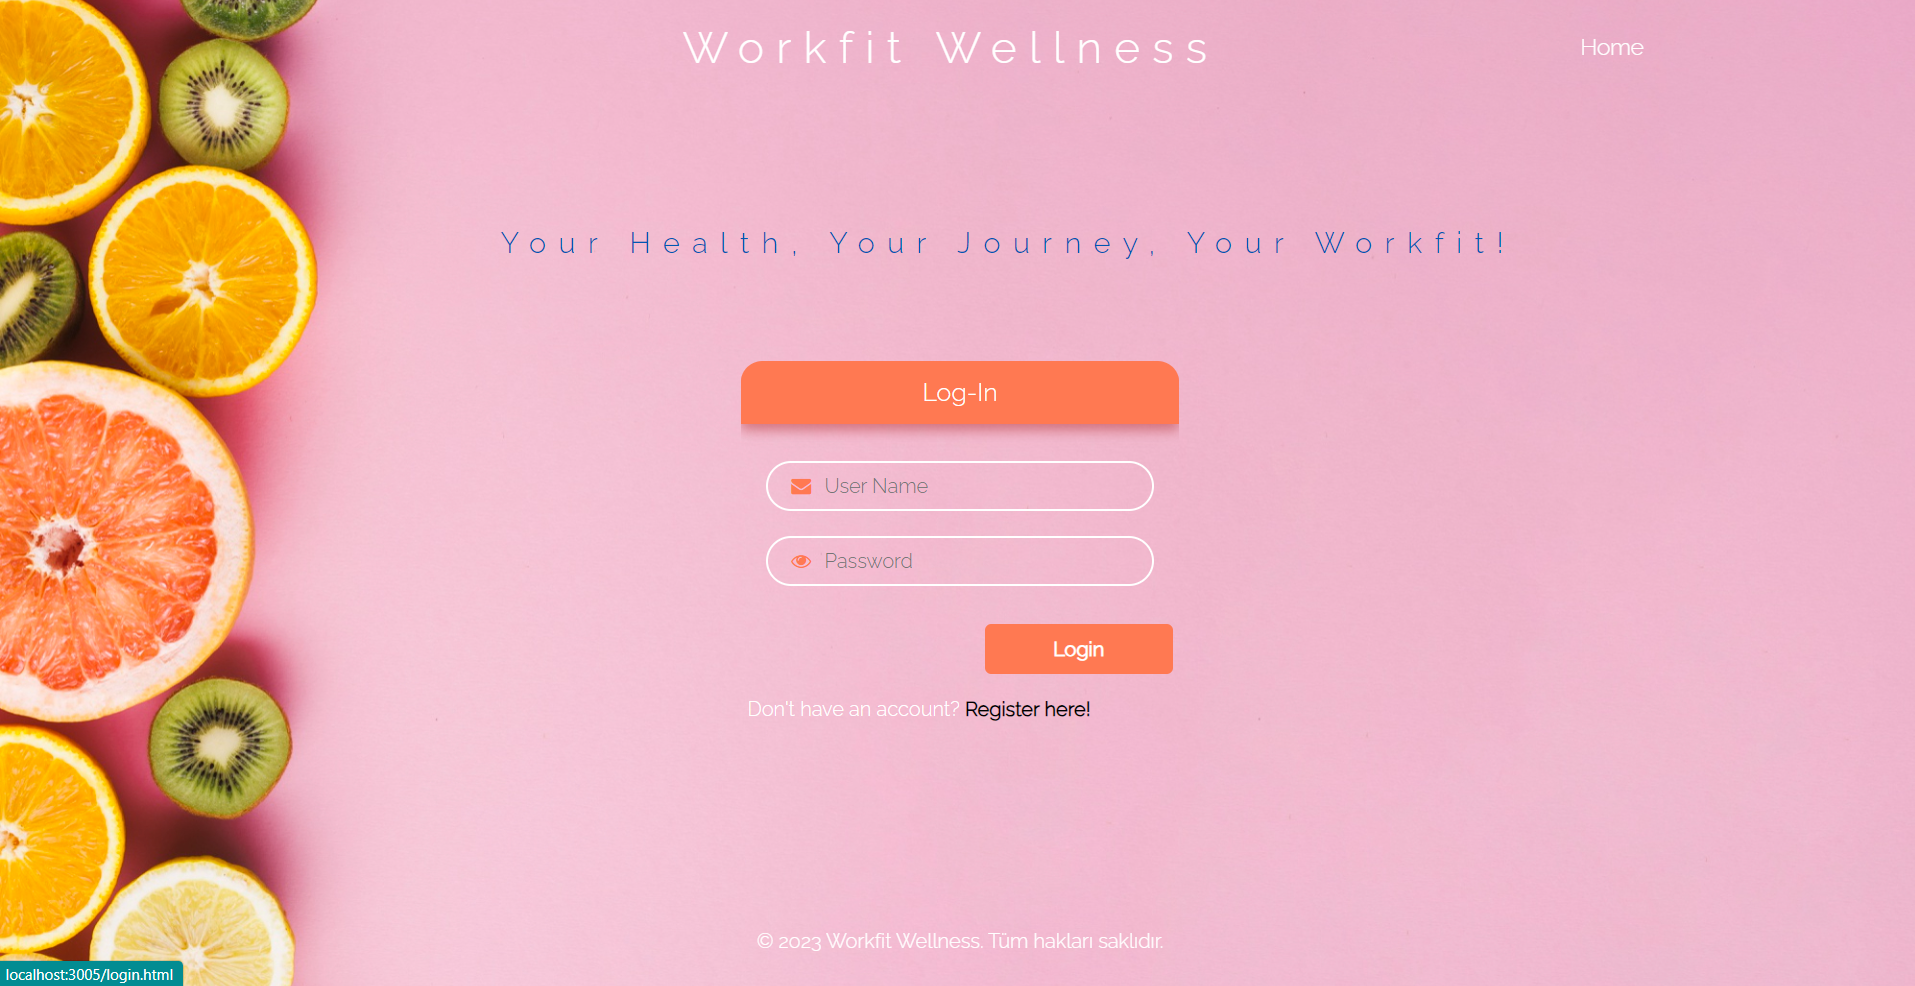 Workfit Wellness
Home
Your Health, Your Journey, Your Workfit!
Log-In
User Name
Password
Login
Don't have an account? Register here!
© 2023 Workfit Wellness. Tüm hakları saklıdır.
localhost:3005/login.html